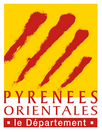 PYRENEES
ORIENTALES
• le Département •